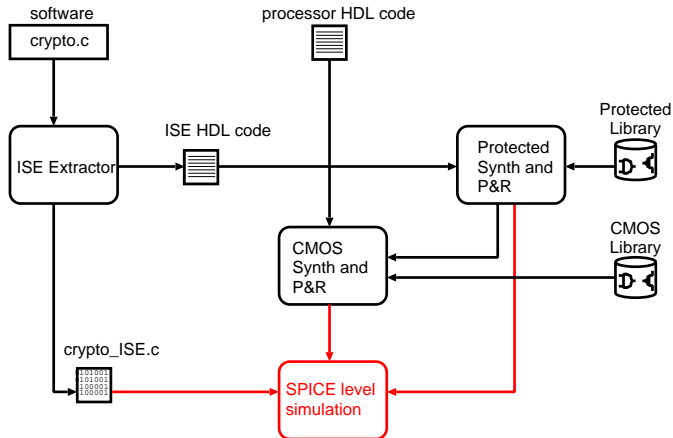 software
processor HDL code
crypto.c
ISE HDL code
Protected
Library
ISE Extractor
Protected
Synth and
P&R
CMOS
Library
CMOS
Synth and
P&R
crypto_ISE.c
101001
101001
100001
100001
SPICE level
simulation